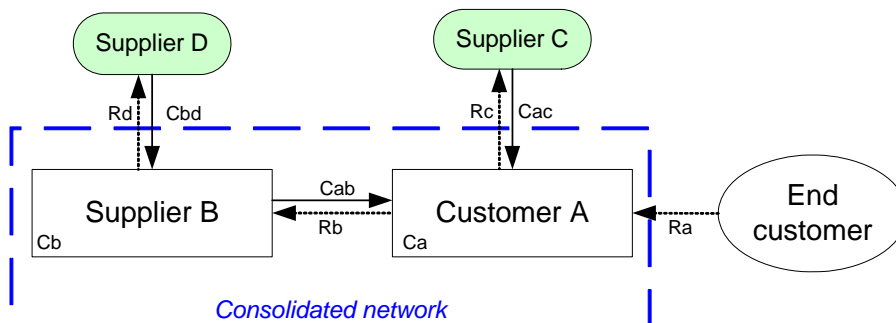 Supplier D
Supplier C
Rd
Cbd
Rc
Cac
Supplier B
Cb
Cab
Rb
Customer A
Ca
Ra
End
customer
Consolidated network